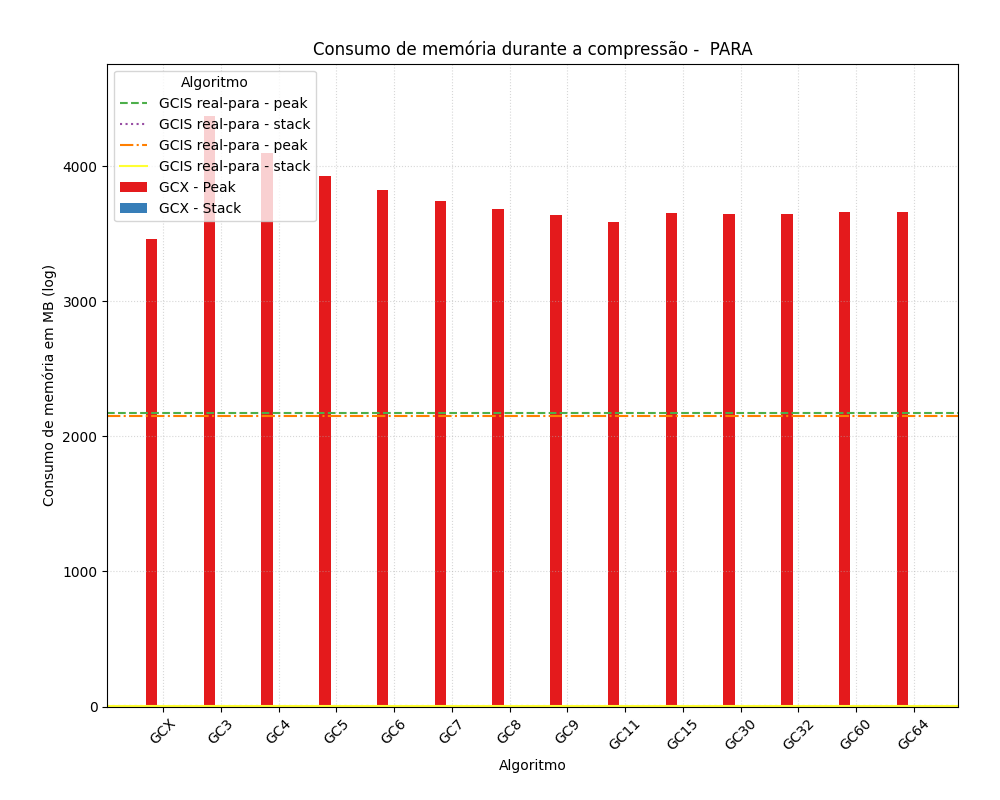 Consumo de memória durante a compressão -  PARA
Algoritmo
GCIS real-para - peak
GCIS real-para - stack
GCIS real-para - peak
GCIS real-para - stack
GCX - Peak
GCX - Stack
Consumo de memória em MB (log)
4000
3000
2000
1000
0
GCX
GC3
GC4
GC5
GC6
GC7
GC8
GC9
GC11
GC15
GC30
GC32
GC60
GC64
Algoritmo